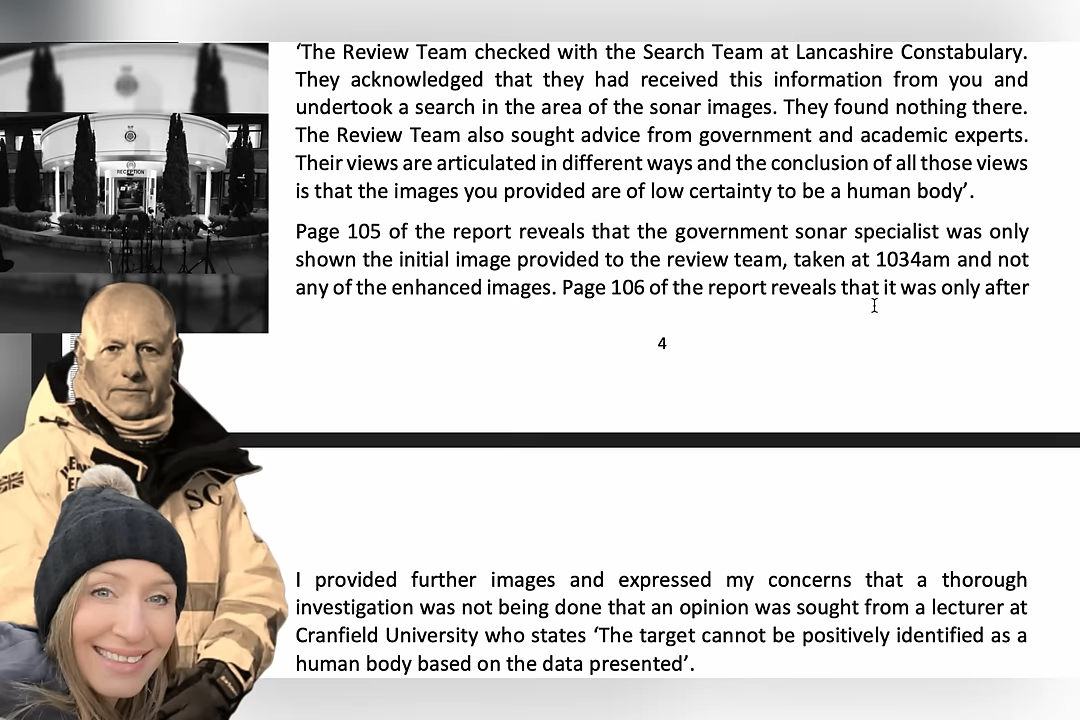 ‘The Review Team checked with the Search Team at Lancashire Constabulary.
They acknowledged that they had received this information from you and
undertook a search in the area of the sonar images. They found nothing there.
The Review Team also sought advice from government and academic experts.
Their views are articulated in different ways and the conclusion of all those views
is that the images you provided are of low certainty to be a human body’.
Page 105 of the report reveals that the government sonar specialist was only
shown the initial image provided to the review team, taken at 1034am and not
any of the enhanced images. Page 106 of the report reveals that it was only after
4
I provided further images and expressed my concerns that a thorough
investigation was not being done that an opinion was sought from a lecturer at
Cranfield University who states ‘The target cannot be positively identified as a
human body based on the data presented’.
RECEPTION
SG